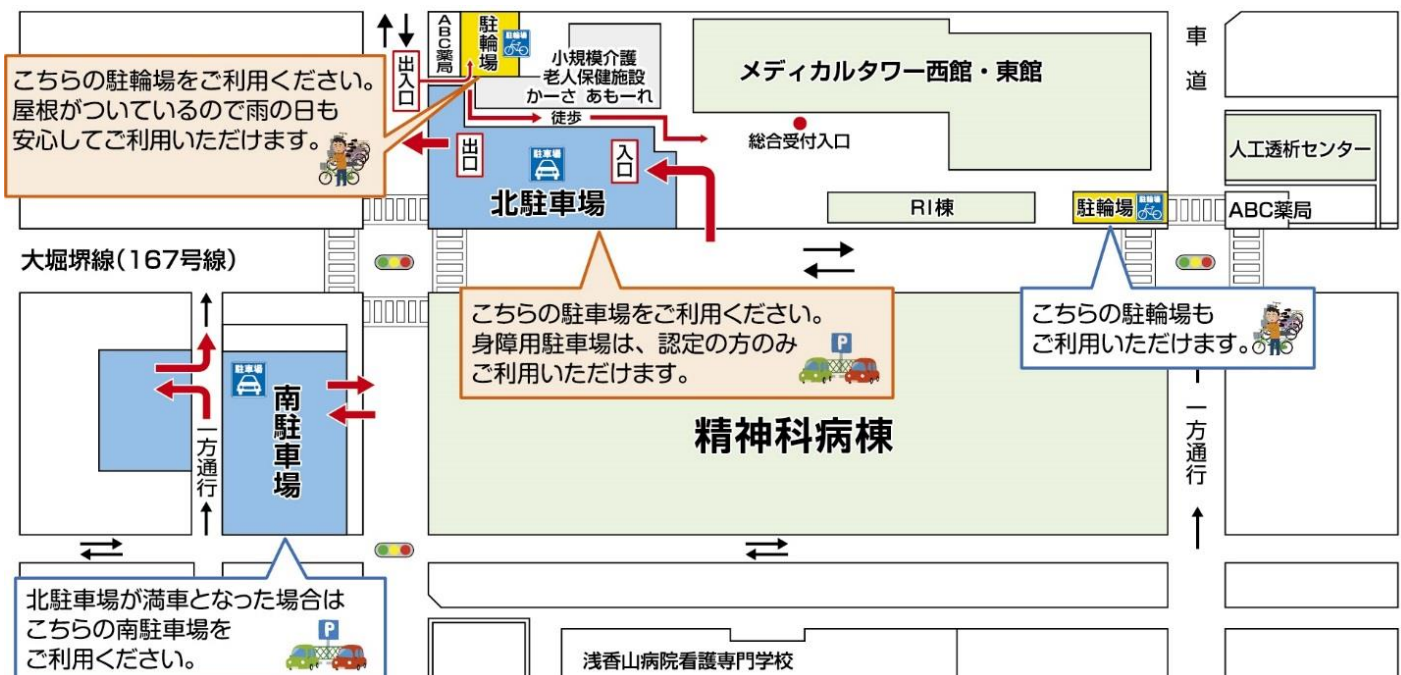 こちらの駐輪場をご利用ください。
屋根がついているので雨の日も
安心してご利用いただけます。
出入口
ABC薬局
駐輪場
駐輪場
小規模介護
老人保健施設
かーさ あもーれ
メディカルタワー西館・東館
車道
徒歩
総合受付入口
人工透析センター
出口
駐車場
入口
北駐車場
RI棟
駐輪場
駐輪場
ABC薬局
大堀堺線(167号線)
こちらの駐車場をご利用ください。
身障用駐車場は、認定の方のみ
ご利用いただけます。
P
こちらの駐輪場も
ご利用いただけます。
駐車場
南駐車場
一方通行
精神科病棟
一方通行
北駐車場が満車となった場合は
こちらの南駐車場を
ご利用ください。
P
浅香山病院看護専門学校